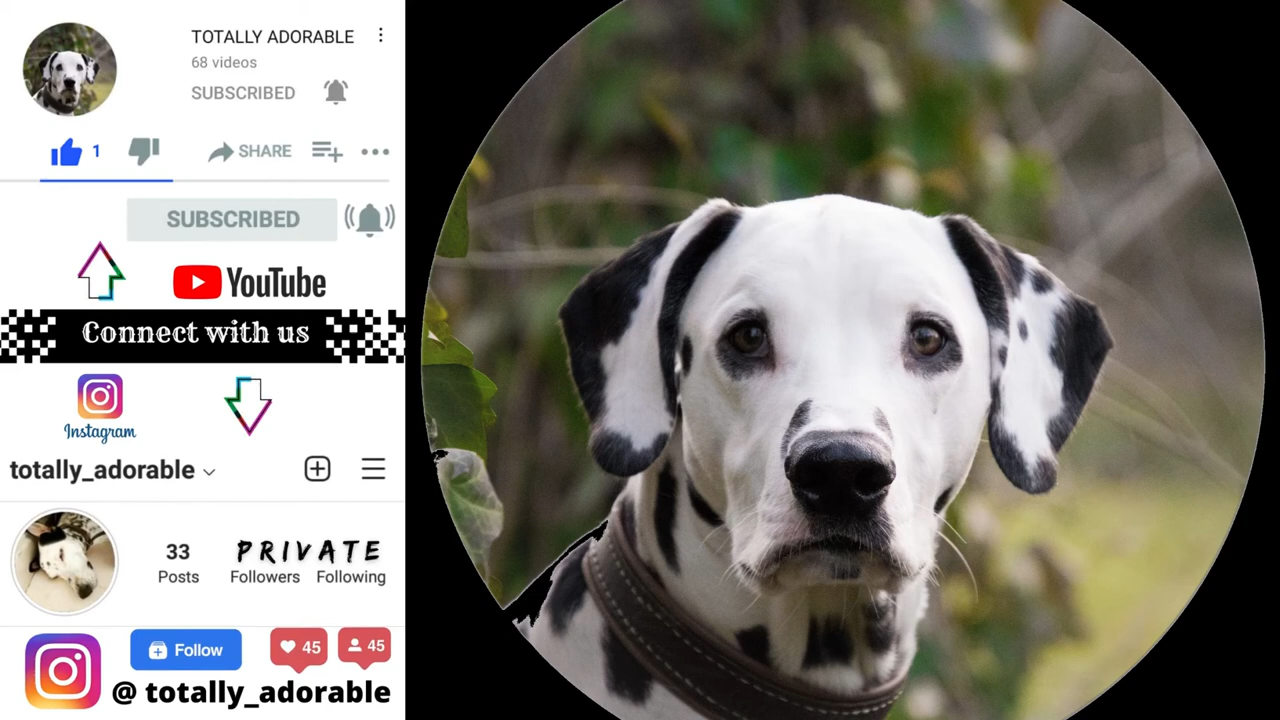 TOTALLY ADORABLE
68 videos
SUBSCRIBED
1
SHARE
SUBSCRIBED
YouTube
Connect with us
Instagram
totally_adorable
33
PRIVATE
Posts
Followers
Following
Follow
45
45
@ totally_adorable